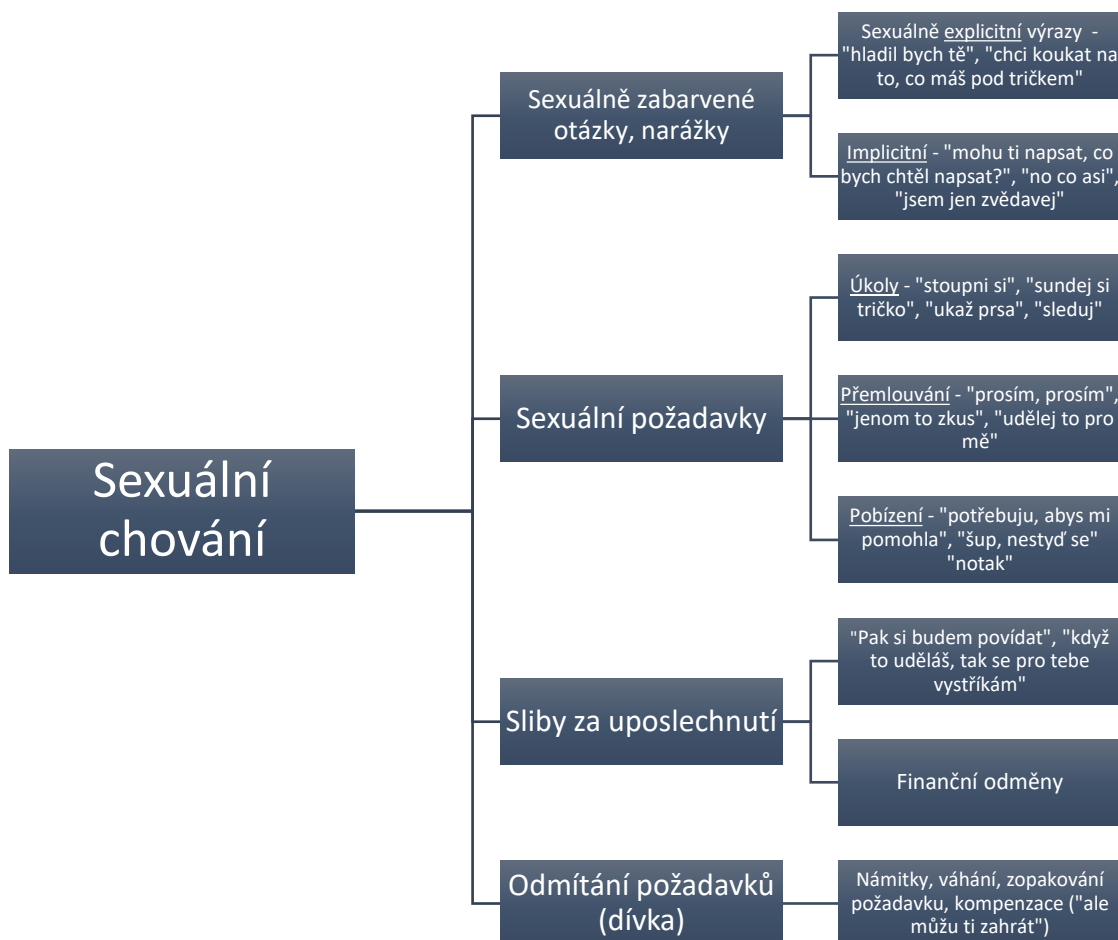 Sexuální
chování
Sexuálně zabarvené
otázky, narážky
Sexuálně explicitní výrazy -
"hladil bych tě", "chci koukat na
to, co máš pod tričkem"
Implicitní - "mohu ti napsat, co
bych chtěl napsat?", "no co asi",
"jsem jen zvědavej"
Sexuální požadavky
Úkoly - "stoupni si", "sundej si
tričko", "ukaž prsa", "sleduj"
Přemlouvání - "prosím, prosím",
"jenom to zkus", "udělej to pro
mě"
Pobízení - "potřebuju, abys mi
pomohla", "šup, nestyď se"
"notak"
Sliby za uposlechnutí
"Pak si budem povídat", "když
to uděláš, tak se pro tebe
vystříkám"
Finanční odměny
Odmítání požadavků
(dívka)
Námitky, váhání, zopakování
požadavku, kompenzace ("ale
můžu ti zahrát")